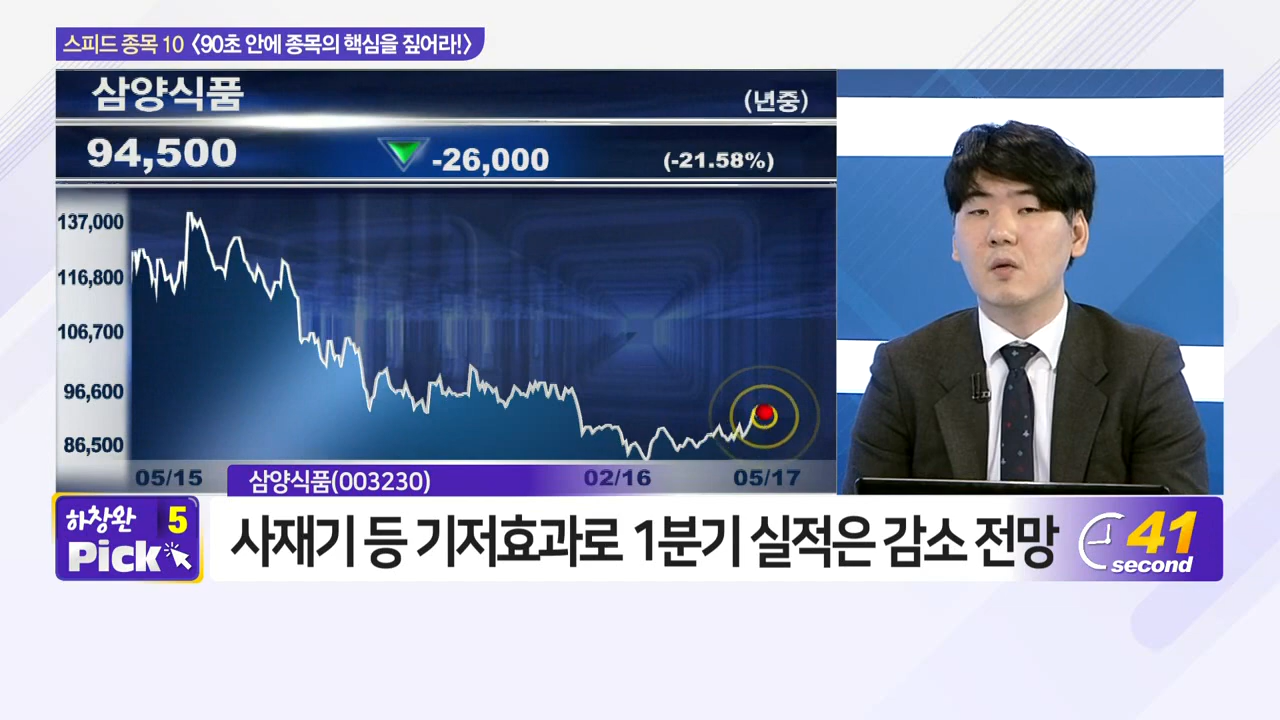 스피드 종목 10 <90초 안에 종목의 핵심을 짚어라!>
삼양식품
(년중)
94,500 -26,000 (-21.58%)
137,000
116,800
106,700
96,600
86,500
05/15 02/16 05/17
삼양식품(003230)
하창완 5
Pick
사재기 등 기저효과로 1분기 실적은 감소 전망
41
second